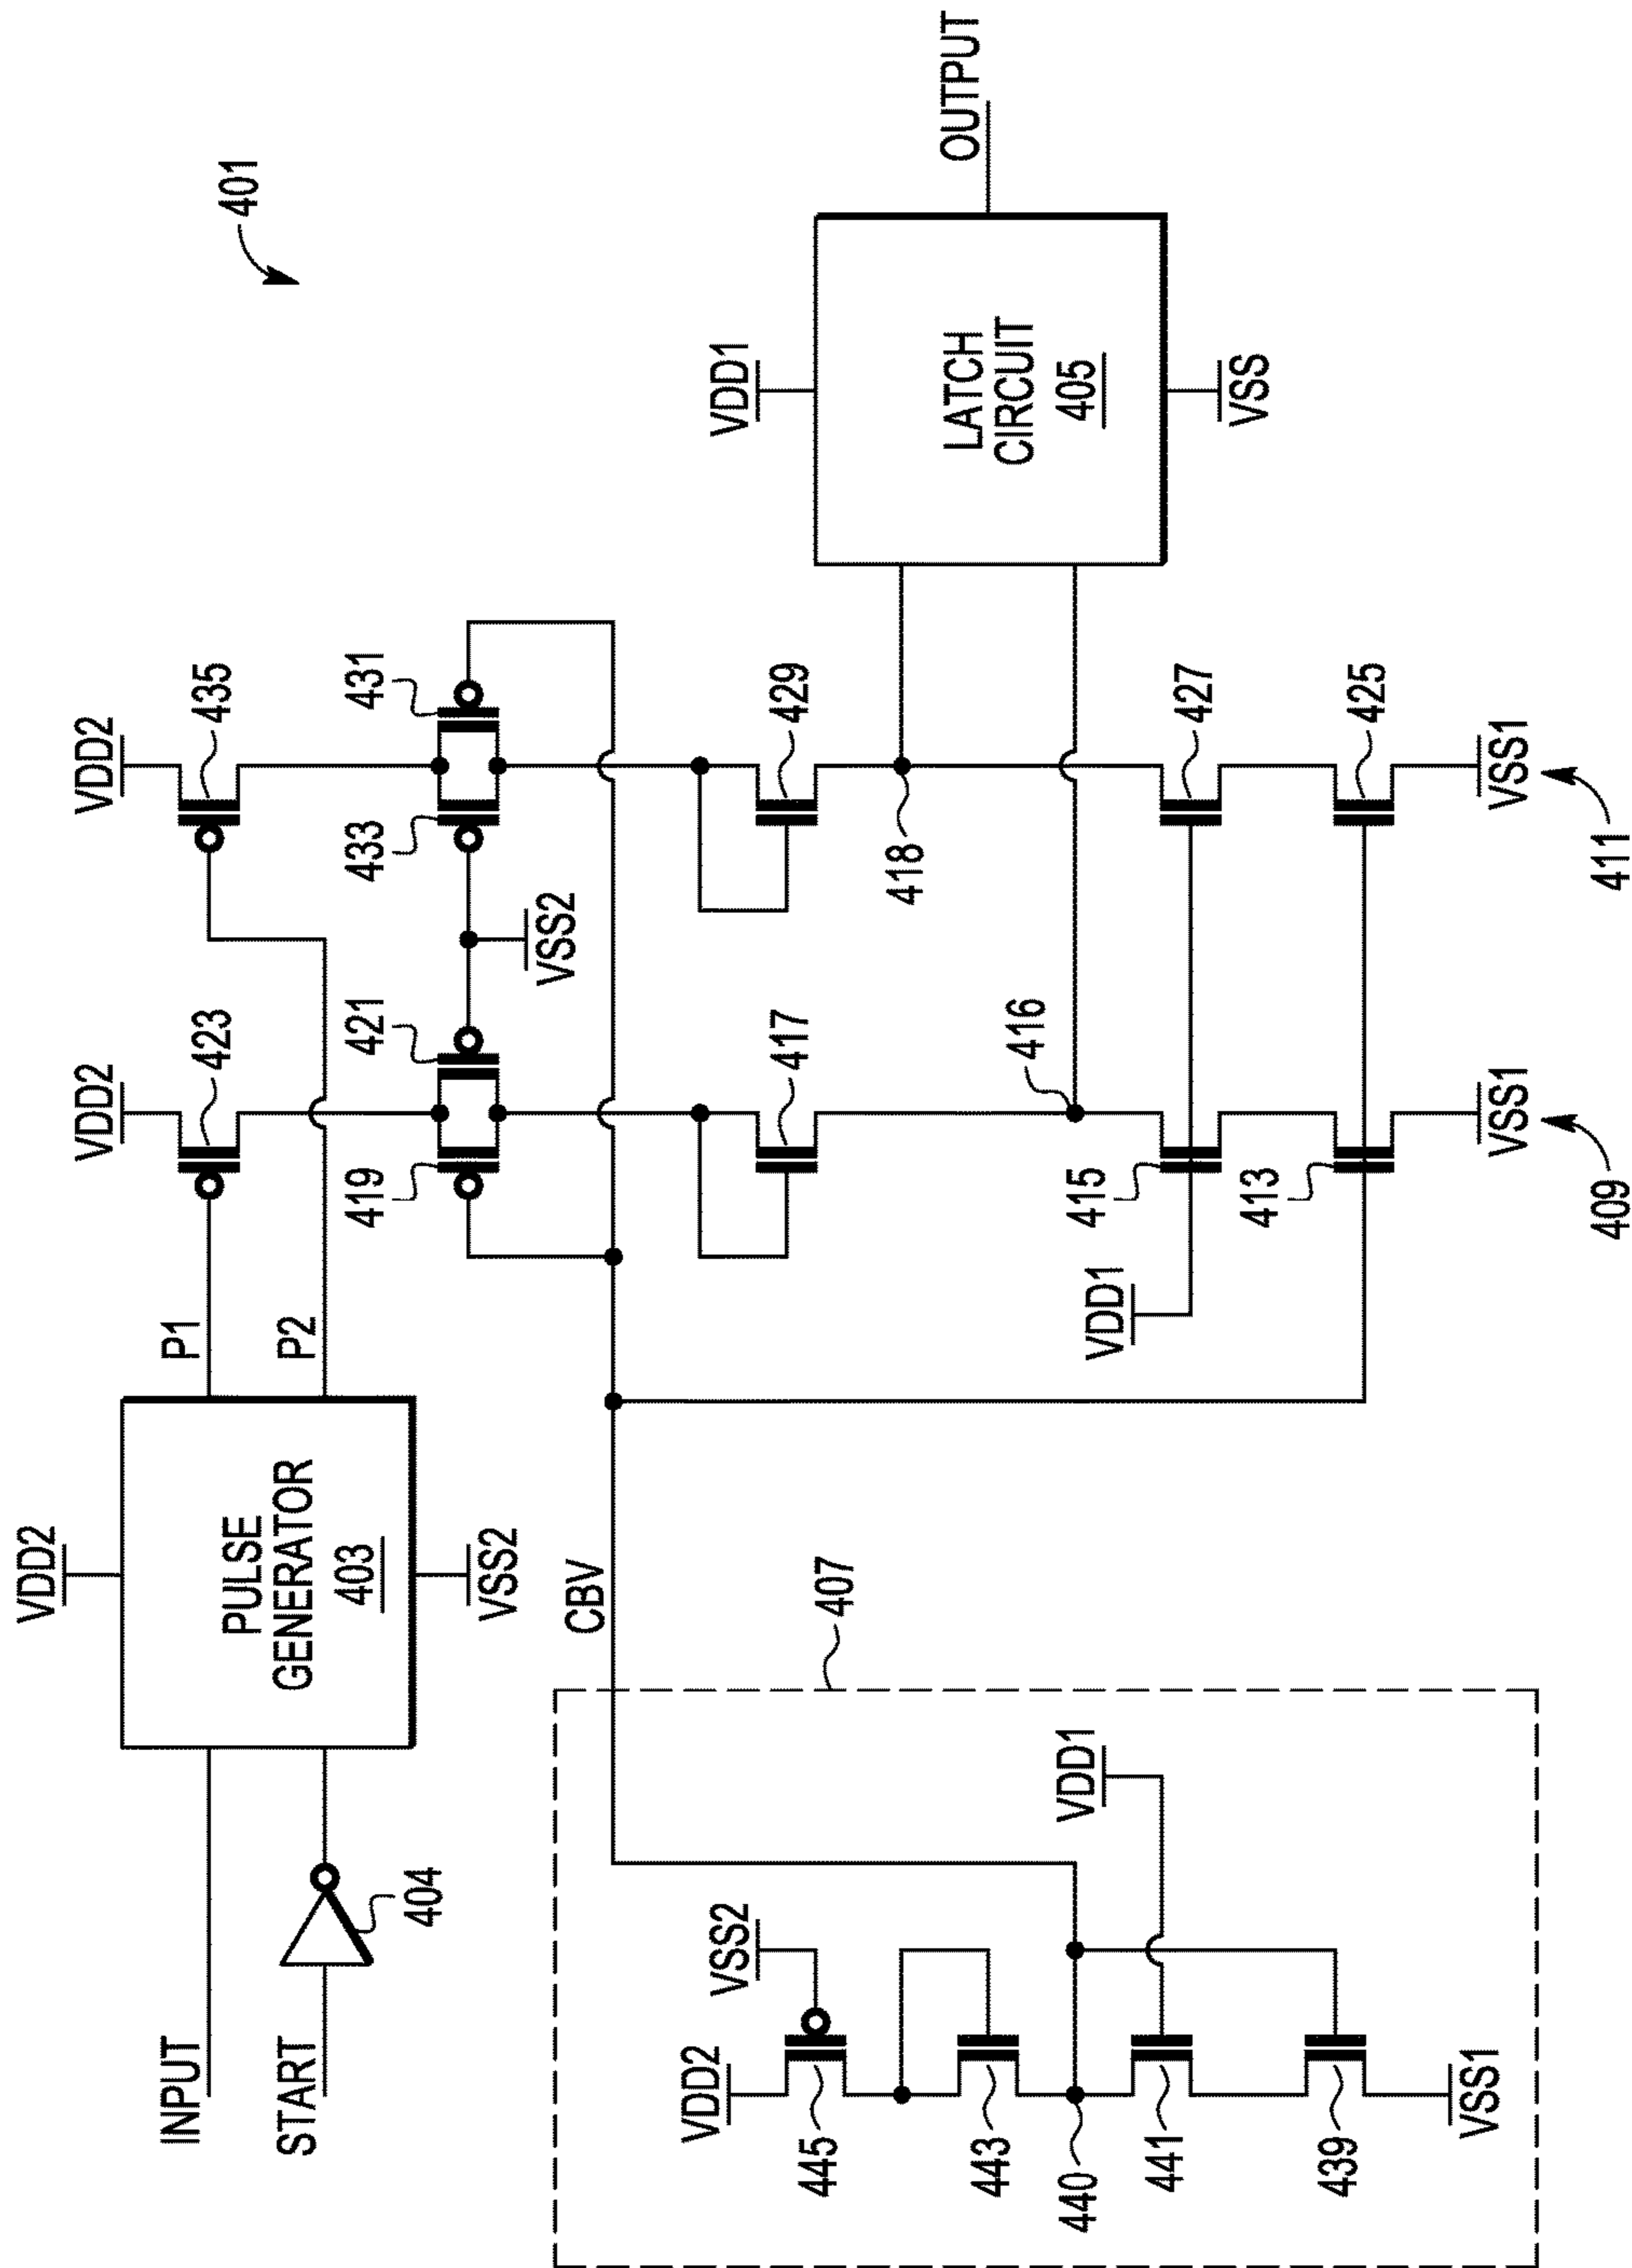 401
INPUT
START
404
VDD2
PULSE
GENERATOR
403
VSS2
P1
P2
VDD2
423
VDD2
435
419
421
433
431
VSS2
CBV
417
429
418
416
VDD1
LATCH
CIRCUIT
405
VSS
OUTPUT
VDD1
415
427
413
425
VSS1
409
VSS1
411
407
VDD2
VSS2
445
443
440
VDD1
441
439
VSS1